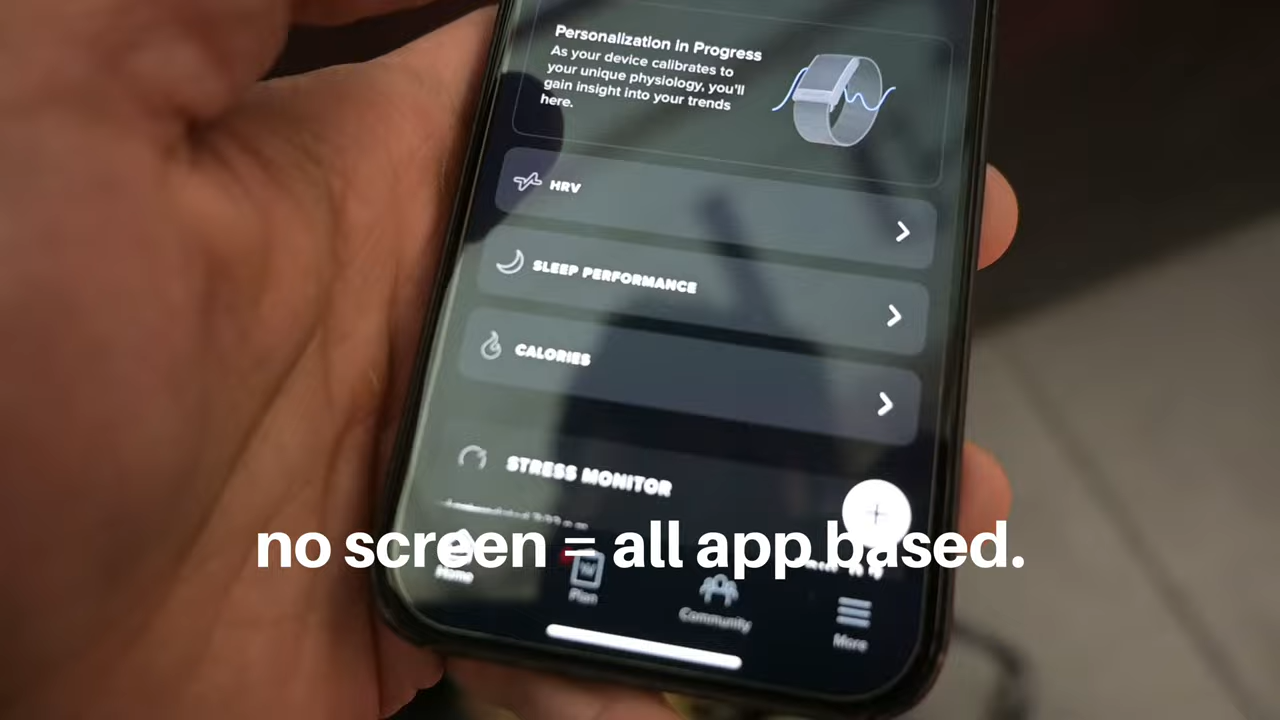 Personalization in Progress
As your device calibrates to
your unique physiology, you'll
gain insight into your trends
here.
HRV
SLEEP PERFORMANCE
CALORIES
STRESS MONITOR
no screen = all app based.
Home
Plan
Community
More